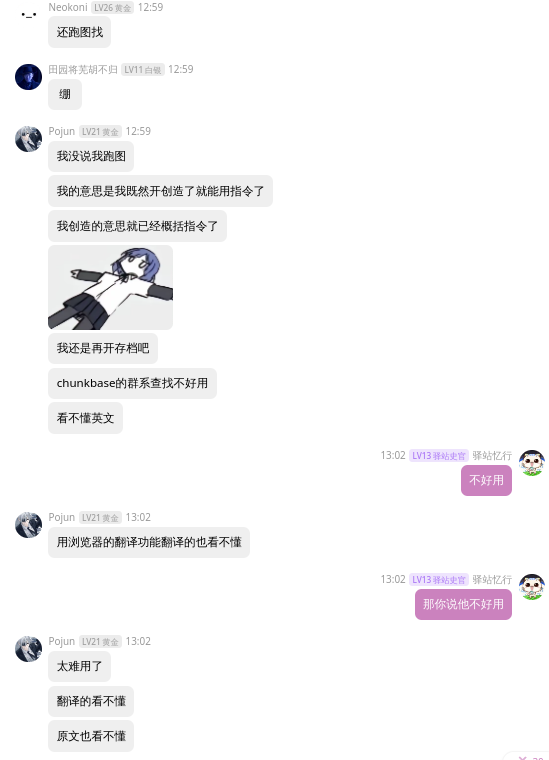 Neokoni LV26 黄金 12:59
还跑图找
田园将芜胡不归 LV11 白银 12:59
绷
Pojun LV21 黄金 12:59
我没说我跑图
我的意思是我既然开创造了就能用指令了
我创造的意思就已经概括指令了
我还是再开存档吧
chunkbase的群系查找不好用
看不懂英文
13:02 LV13 驿站史官 驿站忆行
不好用
Pojun LV21 黄金 13:02
用浏览器的翻译功能翻译的也看不懂
13:02 LV13 驿站史官 驿站忆行
那你说他不好用
Pojun LV21 黄金 13:02
太难用了
翻译的看不懂
原文也看不懂